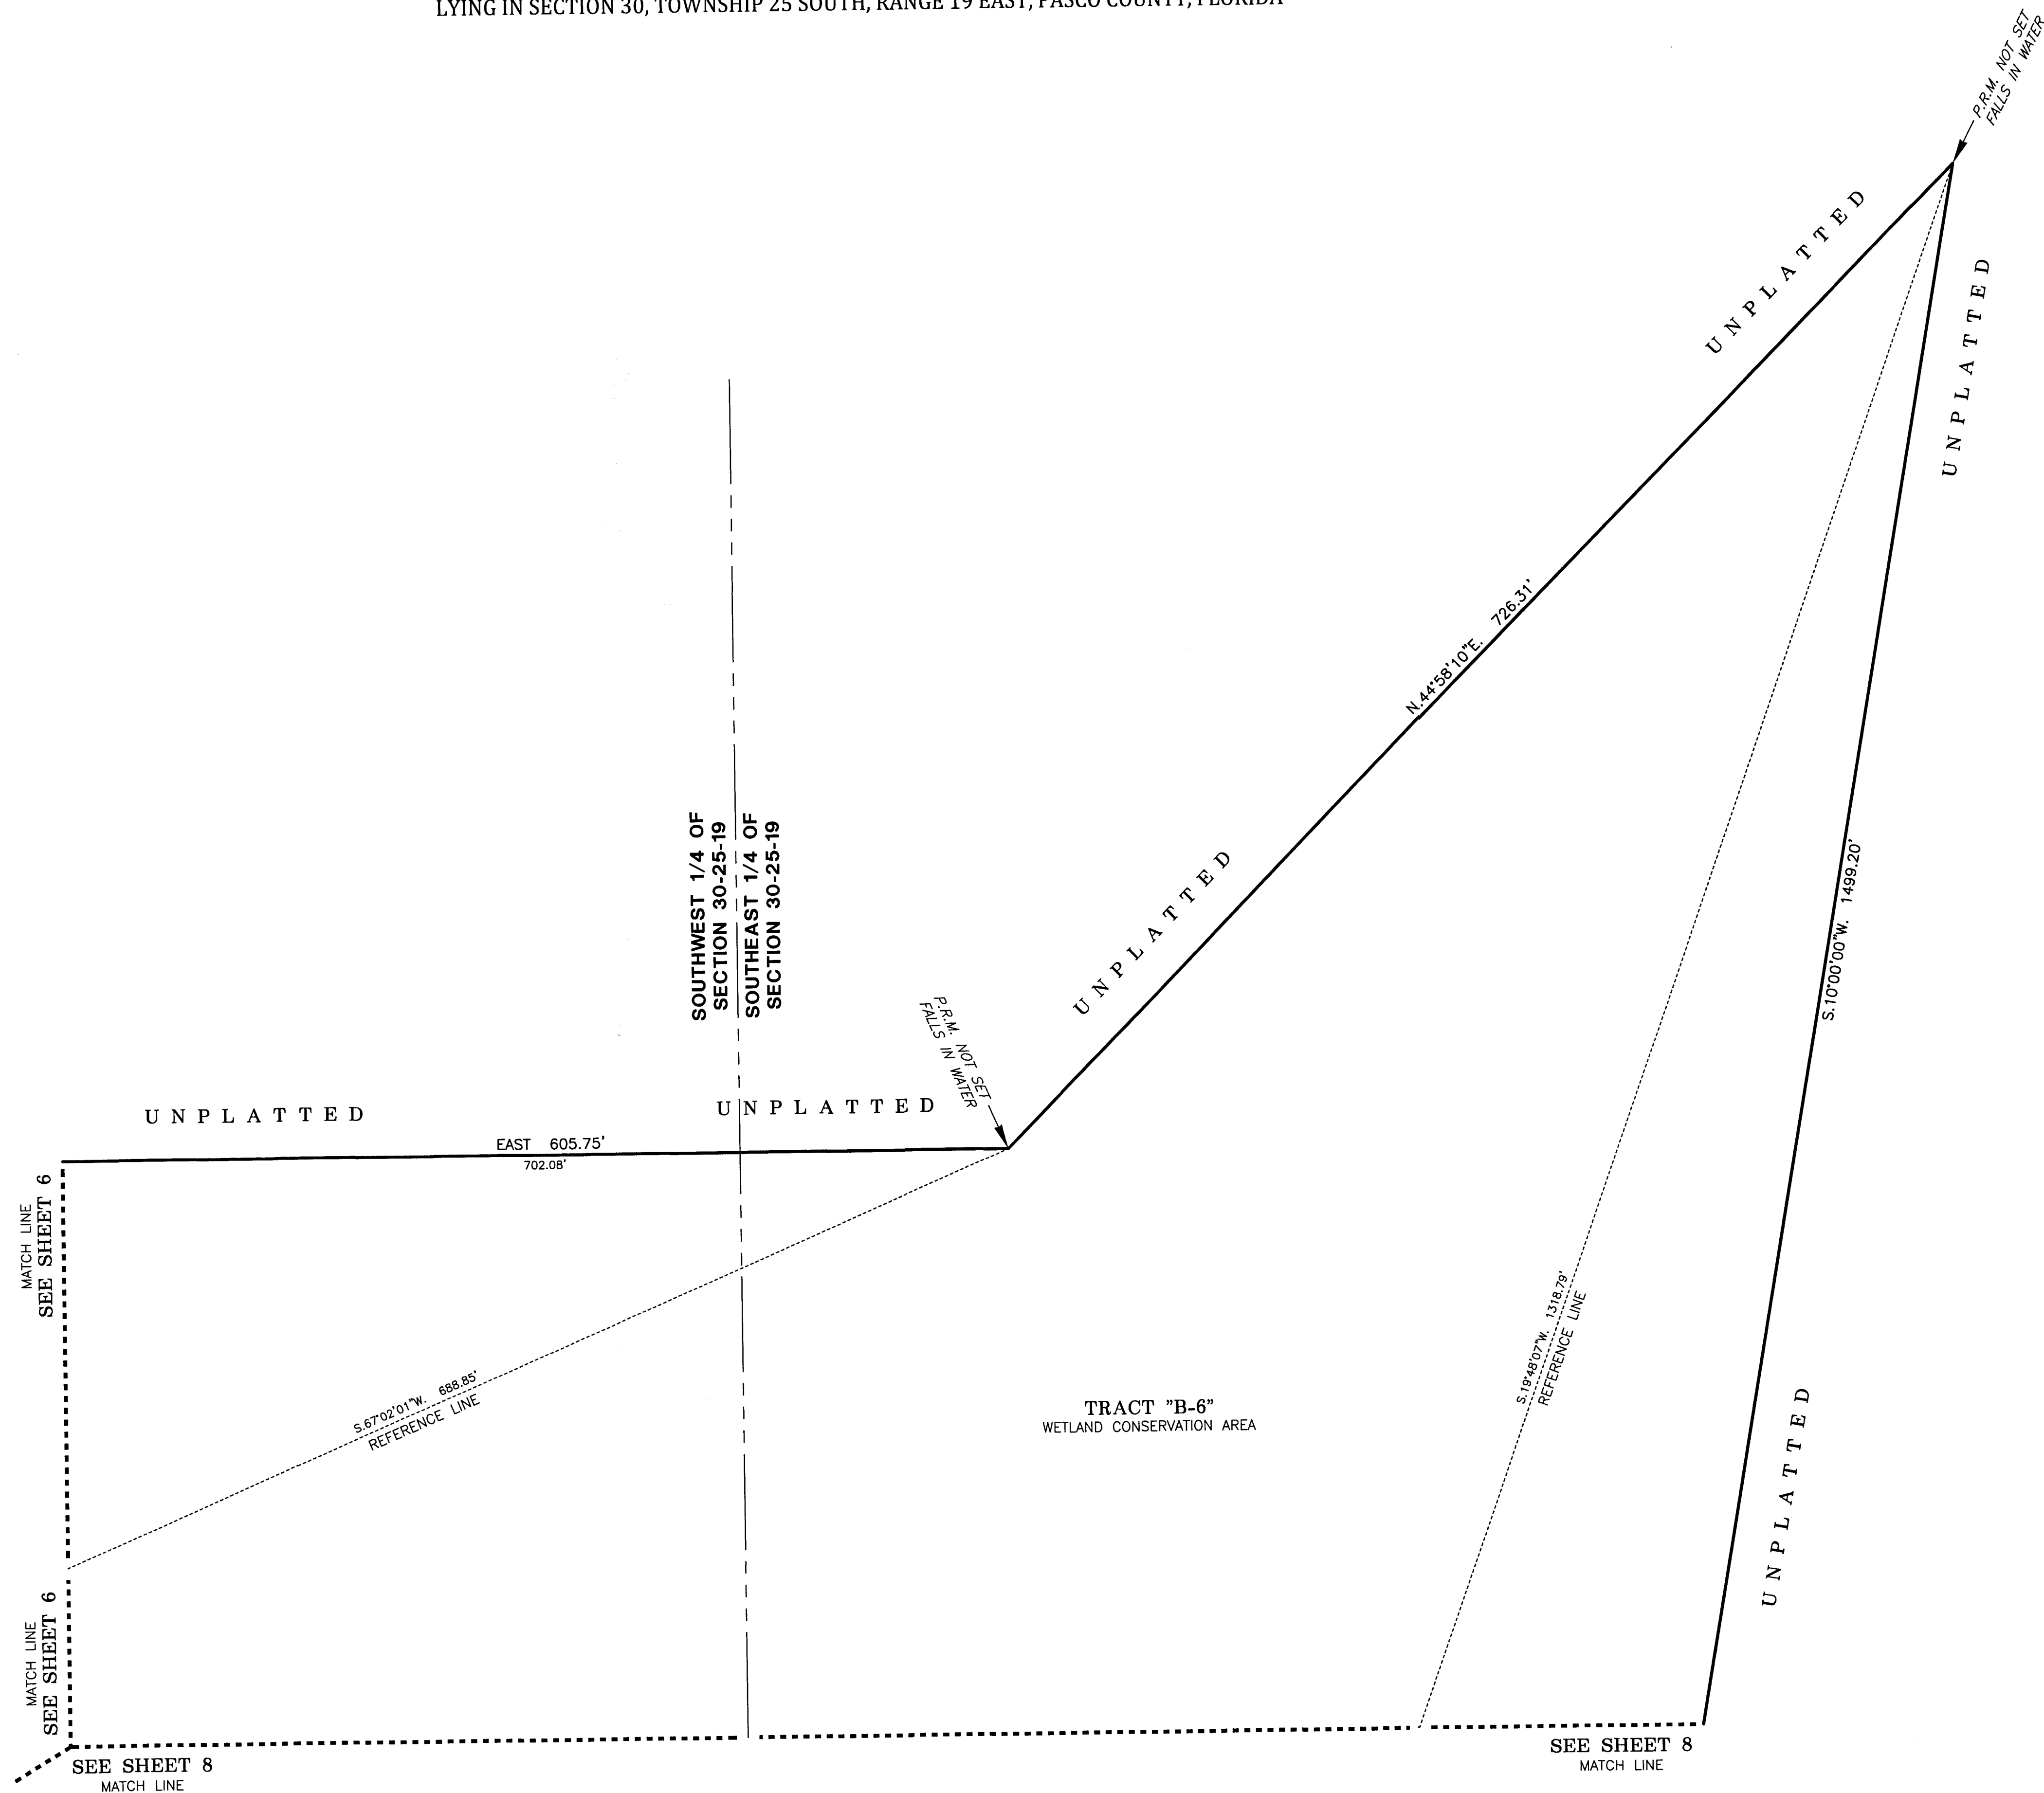 LYING IN SECTION 30, TOWNSHIP 25 SOUTH, RANGE 19 EAST, PASCO COUNTY, FLORIDA
P.R.M. NOT SET
FALLS IN WATER
UNPLATTED
UNPLATTED
N.44°58'10"E. 726.31'
SOUTHWEST 1/4 OF
SECTION 30-25-19
SOUTHEAST 1/4 OF
SECTION 30-25-19
UNPLATTED
S.10°00'00"W. 1499.20'
P.R.M. NOT SET
FALLS IN WATER
UNPLATTED
UNPLATTED
EAST 605.75'
702.08'
MATCH LINE
SEE SHEET 6
S.67°02'01"W. 688.85'
REFERENCE LINE
TRACT "B-6"
WETLAND CONSERVATION AREA
S.19°48'07"W. 1318.79'
REFERENCE LINE
UNPLATTED
MATCH LINE
SEE SHEET 6
SEE SHEET 8
MATCH LINE
SEE SHEET 8
MATCH LINE